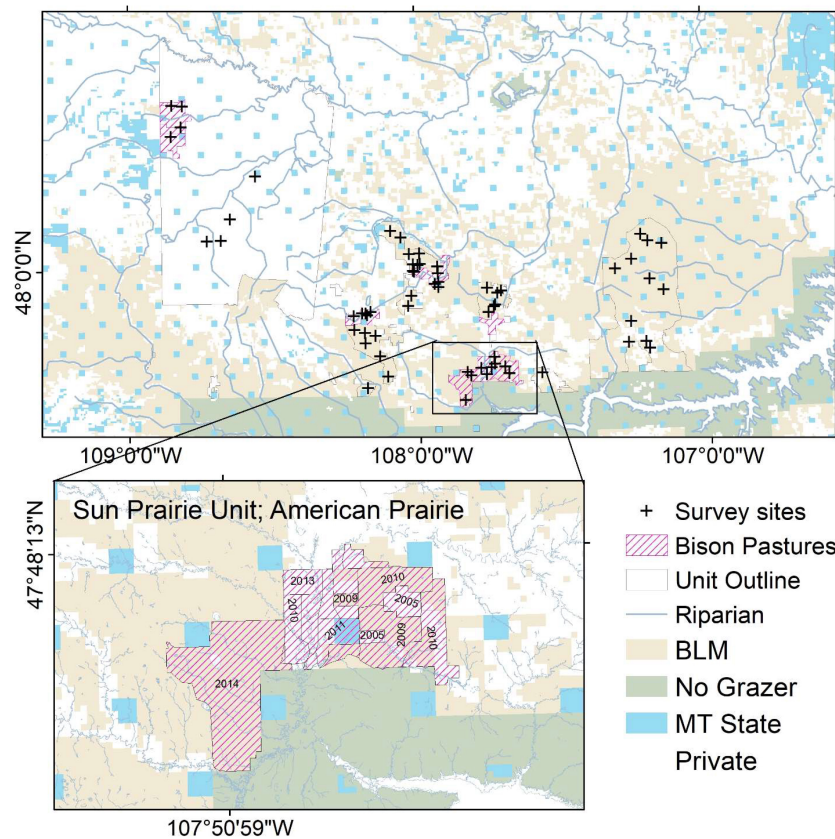 48°0'0"N
109°0'0"W
108°0'0"W
107°0'0"W
Sun Prairie Unit; American Prairie
47°48'13"N
2013
2010
2010
2009
2005
2011
2005
2009
2010
2014
107°50'59"W
Survey sites
Bison Pastures
Unit Outline
Riparian
BLM
No Grazer
MT State
Private